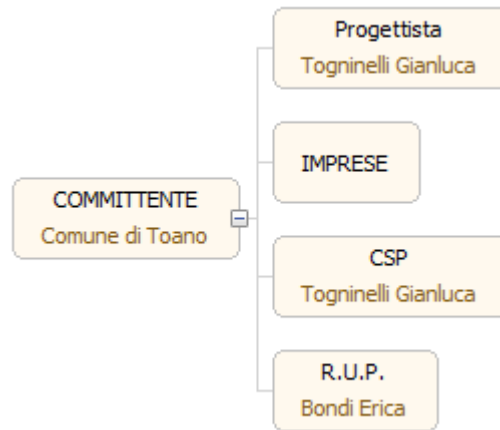 COMMITTENTE
Comune di Toano
Progettista
Togninelli Gianluca
IMPRESE
CSP
Togninelli Gianluca
R.U.P.
Bondi Erica